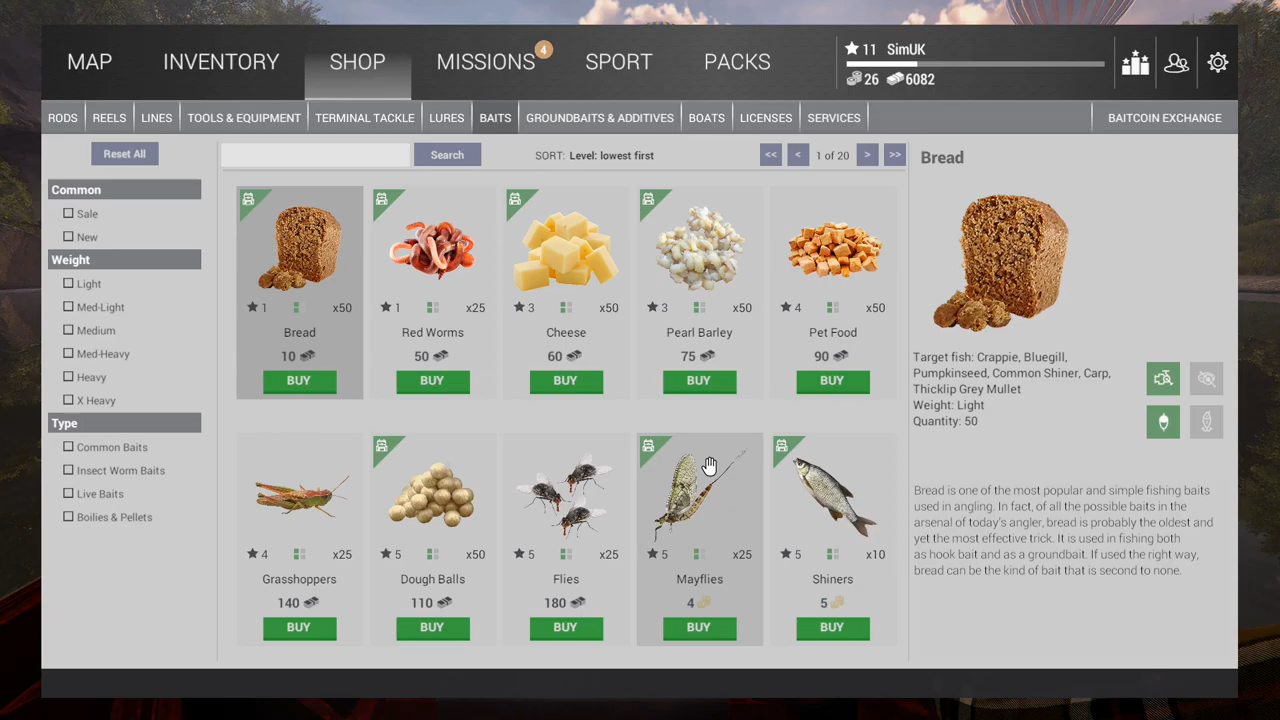 MAP INVENTORY SHOP MISSIONS 4 SPORT PACKS
11 SimUK
26 6082
RODS REELS LINES TOOLS & EQUIPMENT TERMINAL TACKLE LURES BAITS GROUNDBAITS & ADDITIVES BOATS LICENSES SERVICES BAITCOIN EXCHANGE
Reset All
Search
SORT: Level: lowest first
<< < 1 of 20 > >>
Common
Sale
New
Weight
Light
Med-Light
Medium
Med-Heavy
Heavy
X Heavy
Type
Common Baits
Insect Worm Baits
Live Baits
Boilies & Pellets
1 x50 1 x25 3 x50 3 x50 4 x50
Bread Red Worms Cheese Pearl Barley Pet Food
10 50 60 75 90
BUY BUY BUY BUY BUY
4 x25 5 x50 5 x25 5 x25 5 x10
Grasshoppers Dough Balls Flies Mayflies Shiners
140 110 180 4 5
BUY BUY BUY BUY BUY
Bread
Target fish: Crappie, Bluegill,
Pumpkinseed, Common Shiner, Carp,
Thicklip Grey Mullet
Weight: Light
Quantity: 50
Bread is one of the most popular and simple fishing baits
used in angling. In fact, of all the possible baits in the
arsenal of today's angler, bread is probably the oldest and
yet the most effective trick. It is used in fishing both
as hook bait and as a groundbait. If used the right way,
bread can be the kind of bait that is second to none.